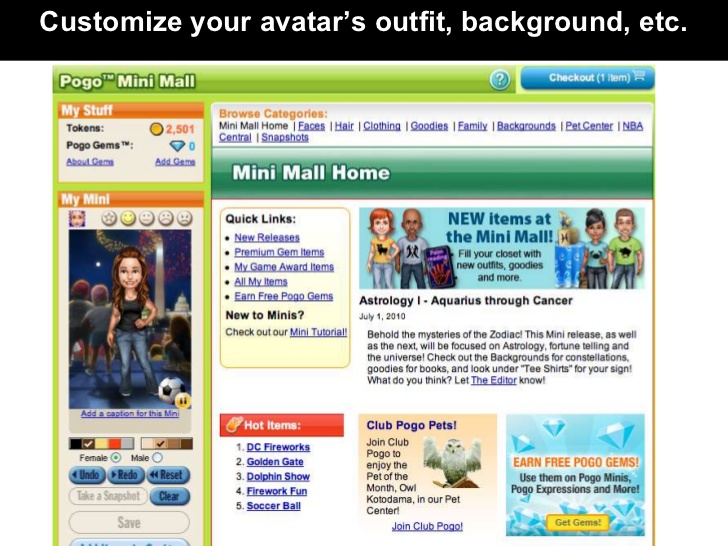 Customize your avatar’s outfit, background, etc.
Pogo™ Mini Mall
?
Checkout (1 item)
My Stuff
Tokens: 2,501
Pogo Gems™: 0
About Gems Add Gems
Browse Categories:
Mini Mall Home | Faces | Hair | Clothing | Goodies | Family | Backgrounds | Pet Center | NBA
Central | Snapshots
Mini Mall Home
My Mini
Add a caption for this Mini
Female Male
Undo Redo Reset
Take a Snapshot Clear
Save
Quick Links:
New Releases
Premium Gem Items
My Game Award Items
All My Items
Earn Free Pogo Gems
New to Minis?
Check out our Mini Tutorial!
NEW items at
the Mini Mall!
Fill your closet with
new outfits, goodies
and more.
Astrology I - Aquarius through Cancer
July 1, 2010
Behold the mysteries of the Zodiac! This Mini release, as well
as the next, will be focused on Astrology, fortune telling and
the universe! Check out the Backgrounds for constellations,
goodies for books, and look under "Tee Shirts" for your sign!
What do you think? Let The Editor know!
Hot Items:
1. DC Fireworks
2. Golden Gate
3. Dolphin Show
4. Firework Fun
5. Soccer Ball
Club Pogo Pets!
Join Club
Pogo to
enjoy the
Pet of the
Month, Owl
Kotodama, in our Pet
Center!
Join Club Pogo!
EARN FREE POGO GEMS!
Use them on Pogo Minis,
Pogo Expressions and More!
Get Gems!